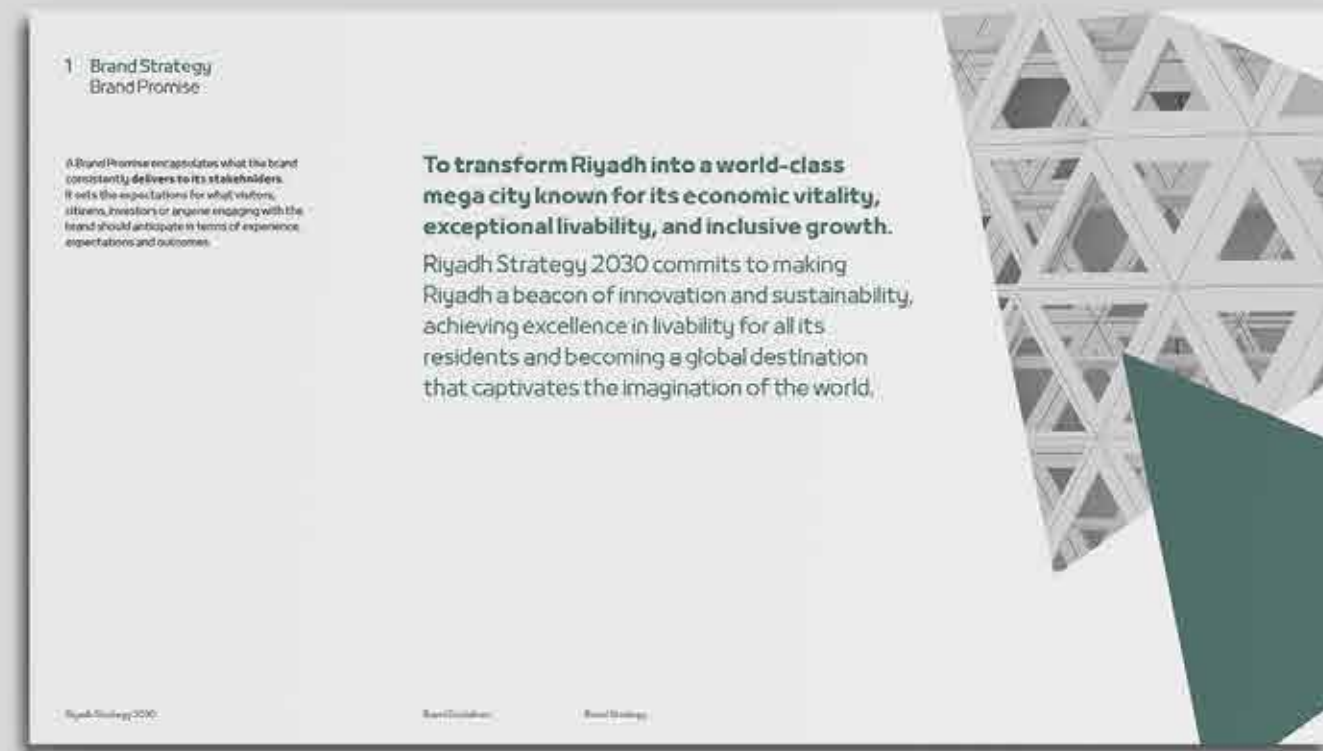 1 Brand Strategy
Brand Promise
A Brand Promise encapsulates what the brand
consistently delivers to its stakeholders.
It sets the expectations for what visitors,
citizens, investors or anyone engaging with the
brand should anticipate in terms of experience,
expectations and outcomes.
To transform Riyadh into a world-class
mega city known for its economic vitality,
exceptional livability, and inclusive growth.
Riyadh Strategy 2030 commits to making
Riyadh a beacon of innovation and sustainability,
achieving excellence in livability for all its
residents and becoming a global destination
that captivates the imagination of the world.
Riyadh Strategy 2030
Brand Guidelines
Brand Strategy